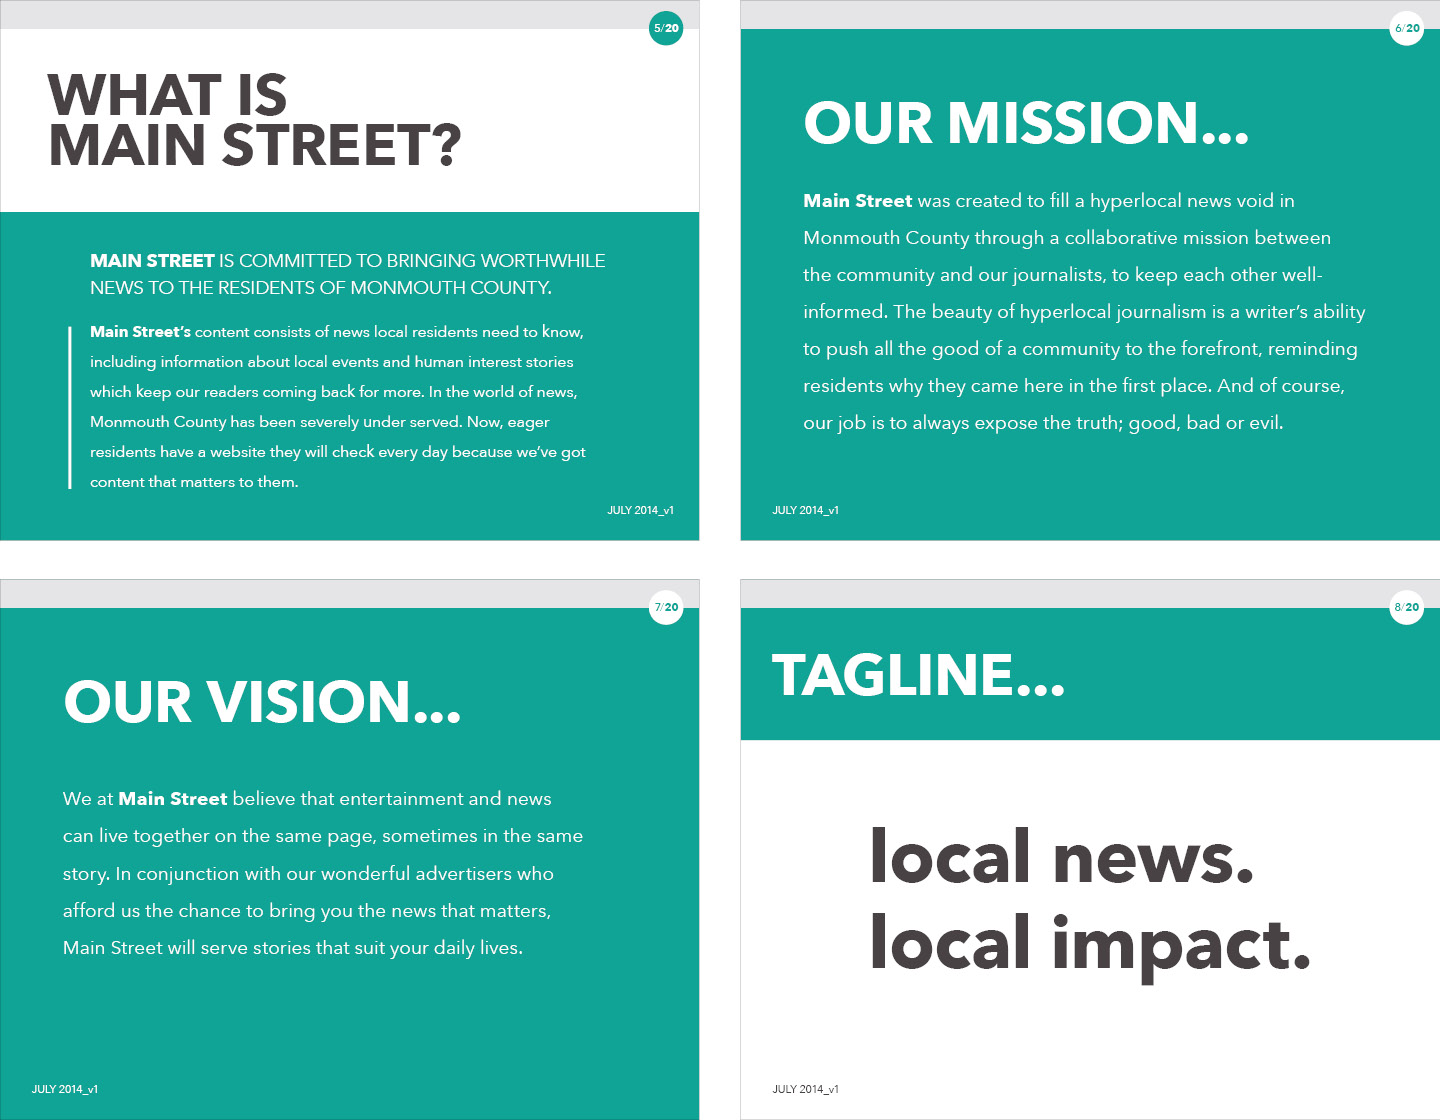 5/20
WHAT IS
MAIN STREET?
MAIN STREET IS COMMITTED TO BRINGING WORTHWHILE
NEWS TO THE RESIDENTS OF MONMOUTH COUNTY.
Main Street’s content consists of news local residents need to know,
including information about local events and human interest stories
which keep our readers coming back for more. In the world of news,
Monmouth County has been severely under served. Now, eager
residents have a website they will check every day because we’ve got
content that matters to them.
JULY 2014_v1
6/20
OUR MISSION...
Main Street was created to fill a hyperlocal news void in
Monmouth County through a collaborative mission between
the community and our journalists, to keep each other well-
informed. The beauty of hyperlocal journalism is a writer’s ability
to push all the good of a community to the forefront, reminding
residents why they came here in the first place. And of course,
our job is to always expose the truth; good, bad or evil.
JULY 2014_v1
7/20
OUR VISION...
We at Main Street believe that entertainment and news
can live together on the same page, sometimes in the same
story. In conjunction with our wonderful advertisers who
afford us the chance to bring you the news that matters,
Main Street will serve stories that suit your daily lives.
JULY 2014_v1
8/20
TAGLINE...
local news.
local impact.
JULY 2014_v1